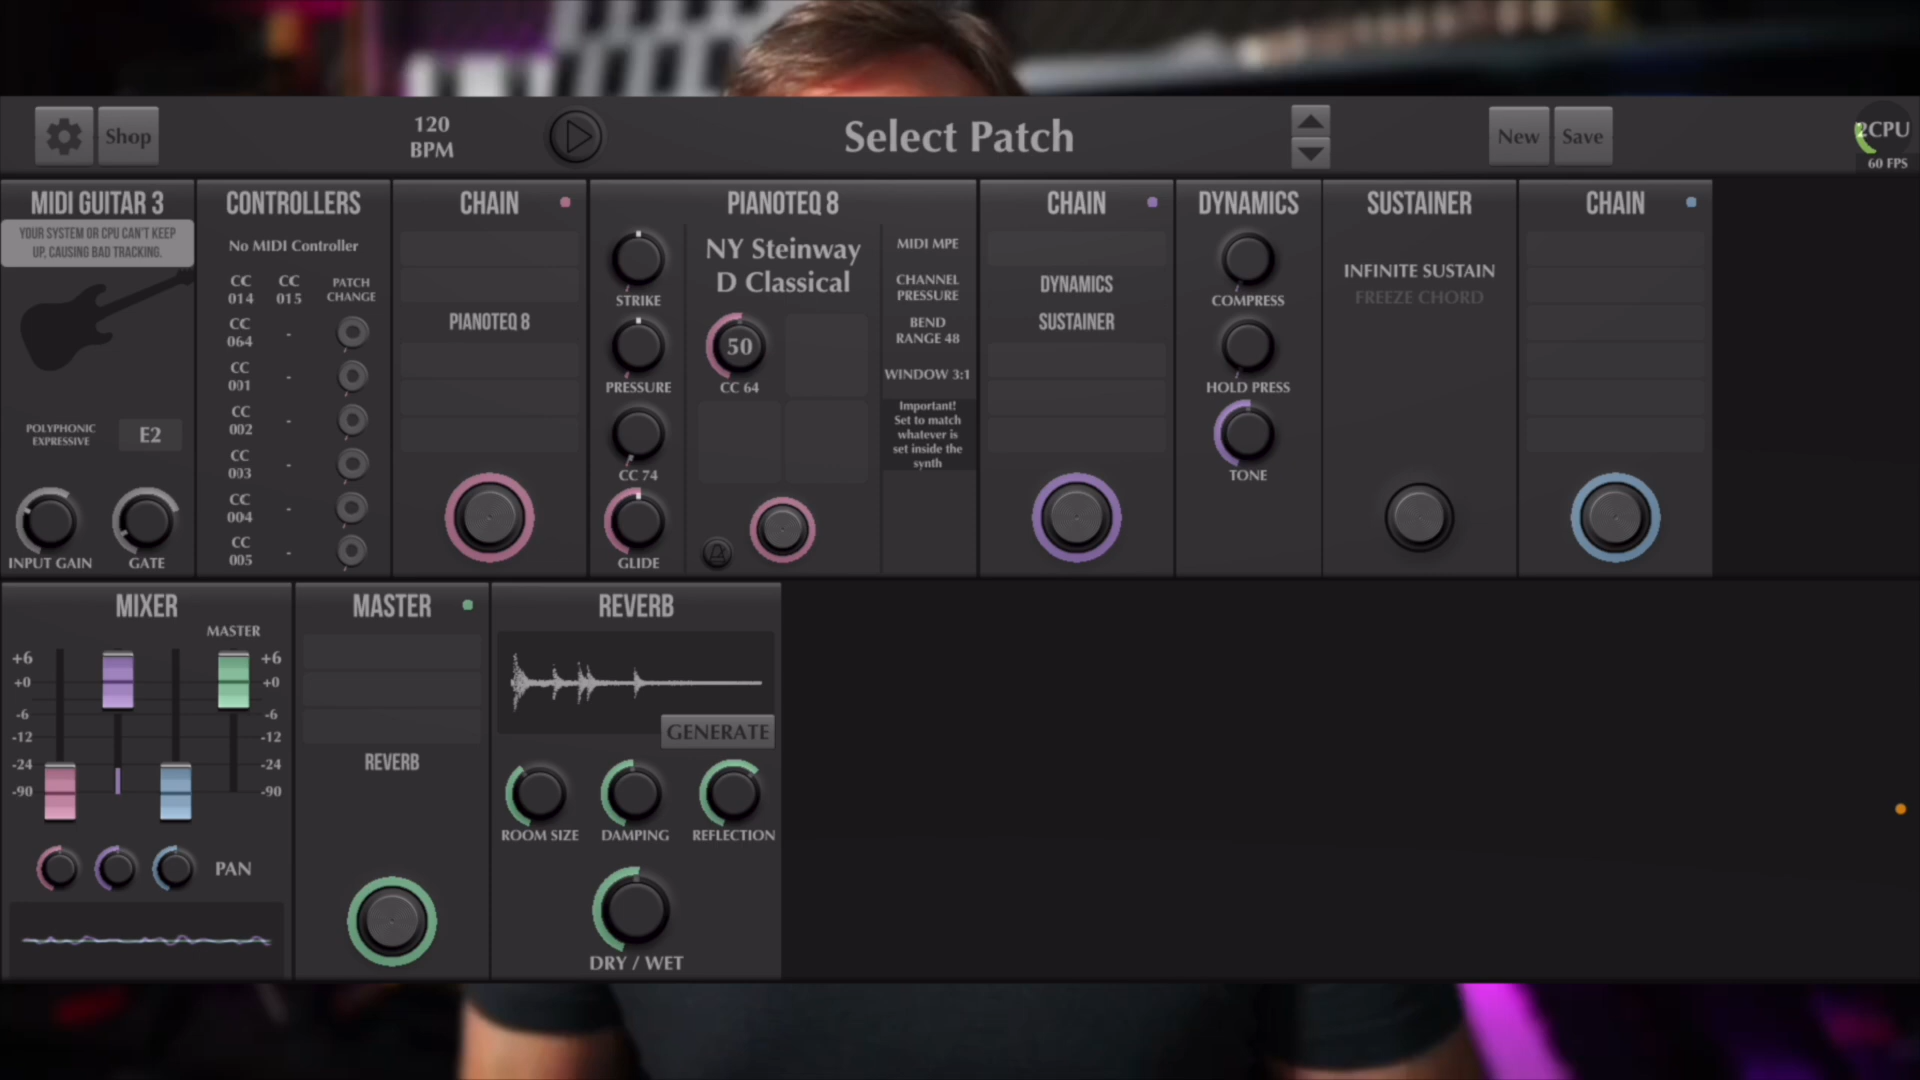 Shop
120
BPM
Select Patch
New
Save
2CPU
60 FPS
MIDI GUITAR 3
YOUR SYSTEM OR CPU CAN'T KEEP
UP, CAUSING BAD TRACKING.
POLYPHONIC
EXPRESSIVE
E2
INPUT GAIN
GATE
CONTROLLERS
No MIDI Controller
CC
014
CC
015
PATCH
CHANGE
CC
064
-
CC
001
-
CC
002
-
CC
003
-
CC
004
-
CC
005
-
CHAIN
PIANOTEQ 8
PIANOTEQ 8
STRIKE
PRESSURE
CC 74
GLIDE
NY Steinway
D Classical
50
CC 64
MIDI MPE
CHANNEL
PRESSURE
BEND
RANGE 48
WINDOW 3:1
Important!
Set to match
whatever is
set inside the
synth
CHAIN
DYNAMICS
SUSTAINER
DYNAMICS
COMPRESS
HOLD PRESS
TONE
SUSTAINER
INFINITE SUSTAIN
FREEZE CHORD
CHAIN
MIXER
MASTER
+6
+0
-6
-12
-24
-90
+6
+0
-6
-12
-24
-90
PAN
MASTER
REVERB
REVERB
GENERATE
ROOM SIZE
DAMPING
REFLECTION
DRY / WET